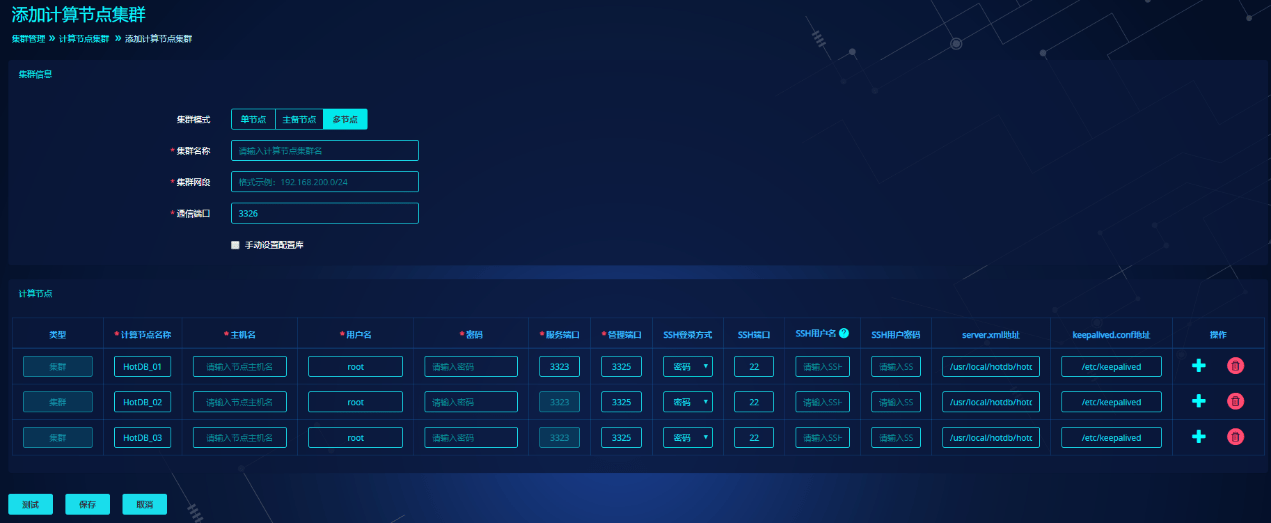 添加计算节点集群
集群管理 » 计算节点集群 » 添加计算节点集群
集群信息
集群模式 单节点 主备节点 多节点
* 集群名称 请输入计算节点集群名
* 集群网段 格式示例：192.168.200.0/24
* 通信端口 3326
手动设置配置库
计算节点
类型 * 计算节点名称 * 主机名 * 用户名 * 密码 * 服务端口 * 管理端口 SSH登录方式 SSH端口 SSH用户名 ? SSH用户密码 server.xml地址 keepalived.conf地址 操作
集群 HotDB_01 请输入节点主机名 root 请输入密码 3323 3325 密码 22 请输入SSH 请输入SS /usr/local/hotdb/hotc /etc/keepalived
集群 HotDB_02 请输入节点主机名 root 请输入密码 3323 3325 密码 22 请输入SSH 请输入SS /usr/local/hotdb/hotc /etc/keepalived
集群 HotDB_03 请输入节点主机名 root 请输入密码 3323 3325 密码 22 请输入SSH 请输入SS /usr/local/hotdb/hotc /etc/keepalived
测试 保存 取消